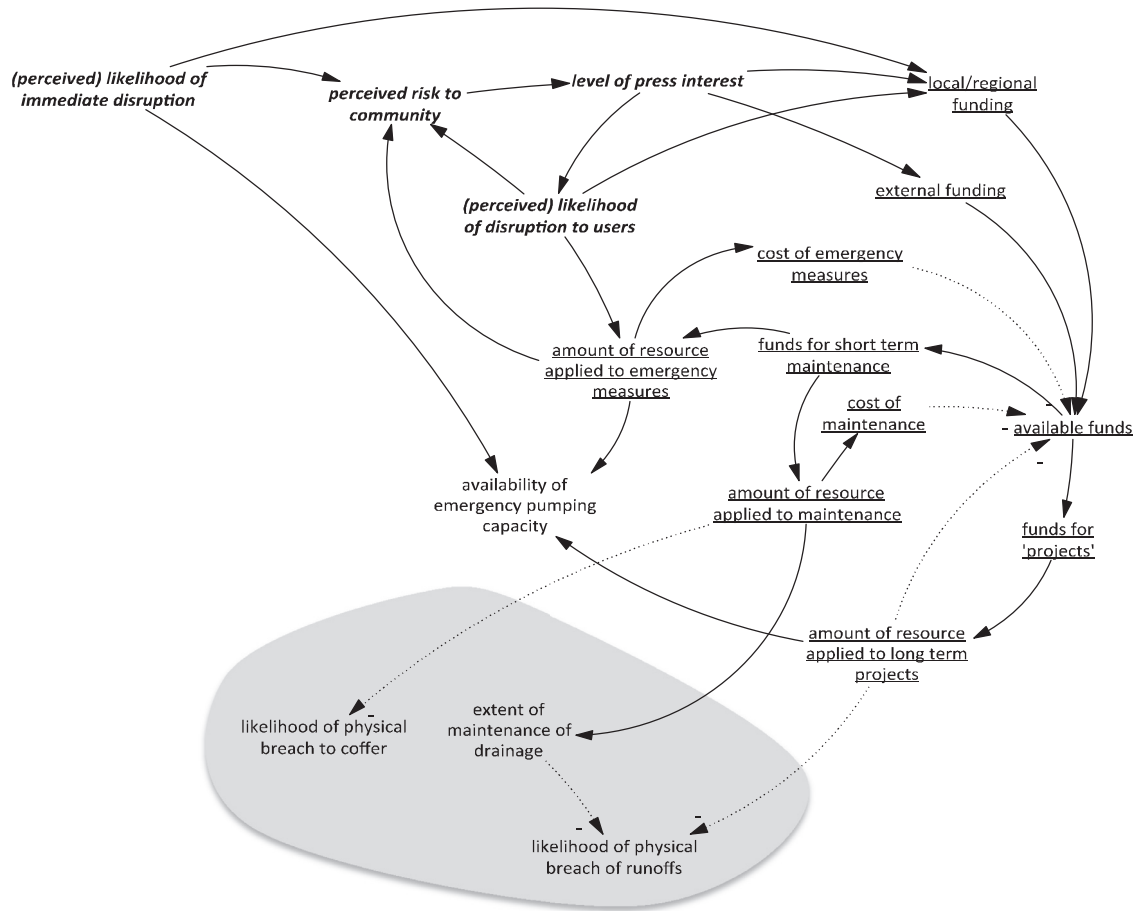 (perceived) likelihood of
immediate disruption
perceived risk to
community
level of press interest
local/regional
funding
external funding
(perceived) likelihood
of disruption to users
cost of emergency
measures
amount of resource
applied to emergency
measures
funds for short term
maintenance
cost of
maintenance
-
- available funds
-
availability of
emergency pumping
capacity
amount of resource
applied to maintenance
funds for
'projects'
amount of resource
applied to long term
projects
-
likelihood of physical
breach to coffer
extent of
maintenance of
drainage
-
-
likelihood of physical
breach of runoffs